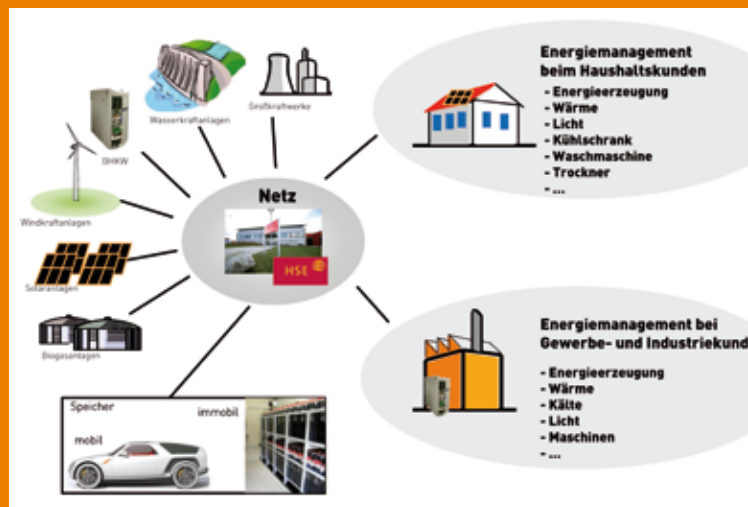 Wasserkraftanlagen
Großkraftwerke
BHKW
Windkraftanlagen
Solaranlagen
Biogasanlagen
Netz
HSE
Speicher
mobil
immobil
Energiemanagement
beim Haushaltskunden
- Energieerzeugung
- Wärme
- Licht
- Kühlschrank
- Waschmaschine
- Trockner
- ...
Energiemanagement bei
Gewerbe- und Industriekund
- Energieerzeugung
- Wärme
- Kälte
- Licht
- Maschinen
- ...